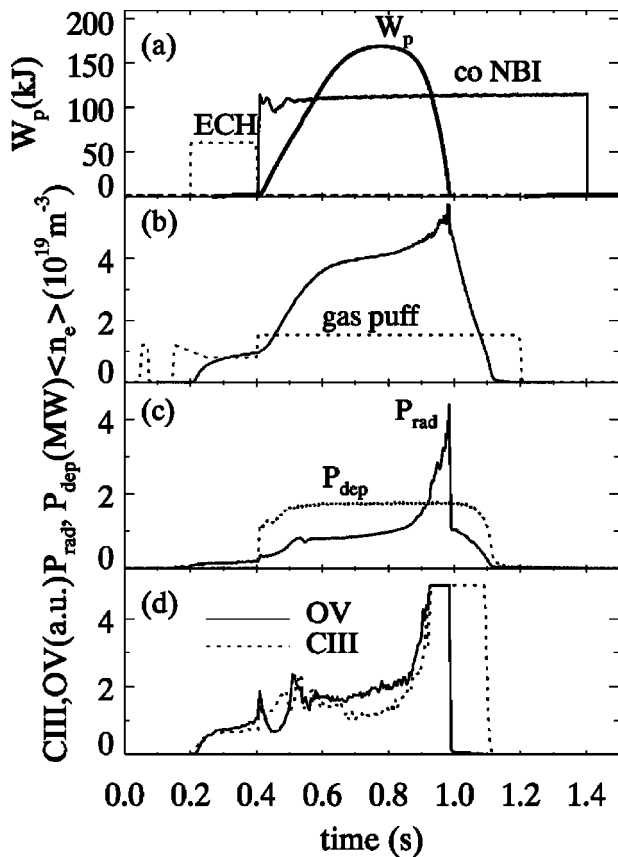 (a)
W_p
co NBI
ECH
200
150
100
50
0
W_p(kJ)
(b)
gas puff
4
2
0
<n_e>(10^19 m^-3)
(c)
P_rad
P_dep
4
2
0
P_rad, P_dep(MW)
(d)
OV
CIII
4
2
0
CIII,OV(a.u.)
0.0 0.2 0.4 0.6 0.8 1.0 1.2 1.4
time (s)